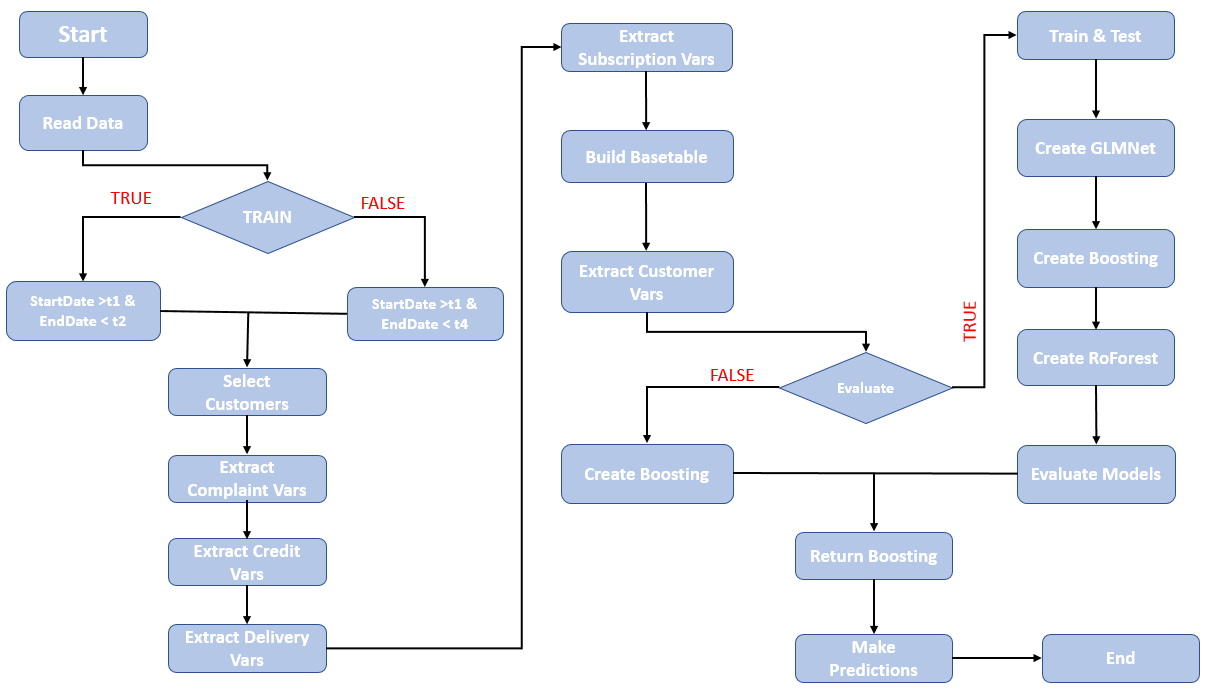 Start
Read Data
TRUE
TRAIN
FALSE
StartDate >t1 &
EndDate < t2
StartDate >t1 &
EndDate < t4
Select
Customers
Extract
Complaint Vars
Extract Credit
Vars
Extract Delivery
Vars
Extract
Subscription Vars
Build Basetable
Extract Customer
Vars
Evaluate
FALSE
TRUE
Create Boosting
Train & Test
Create GLMNet
Create Boosting
Create RoForest
Evaluate Models
Return Boosting
Make
Predictions
End